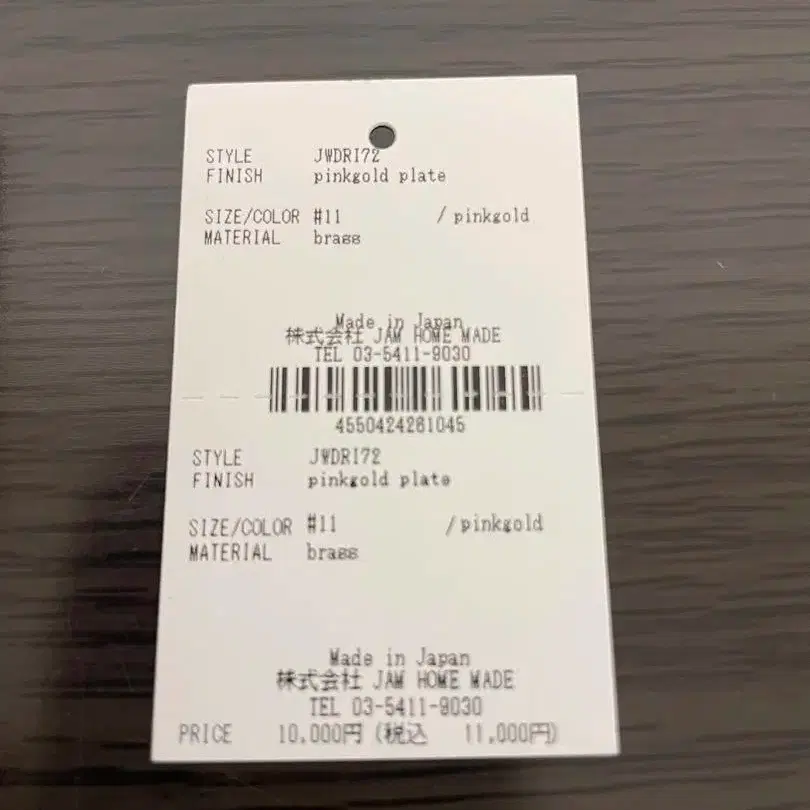 STYLE JWDRI72
FINISH pinkgold plate
SIZE/COLOR #11 / pinkgold
MATERIAL brass
Made in Japan
株式会社 JAM HOME MADE
TEL 03-5411-9030
4550424261045
STYLE JWDRI72
FINISH pinkgold plate
SIZE/COLOR #11 / pinkgold
MATERIAL brass
Made in Japan
株式会社 JAM HOME MADE
TEL 03-5411-9030
PRICE 10,000円 (税込 11,000円)